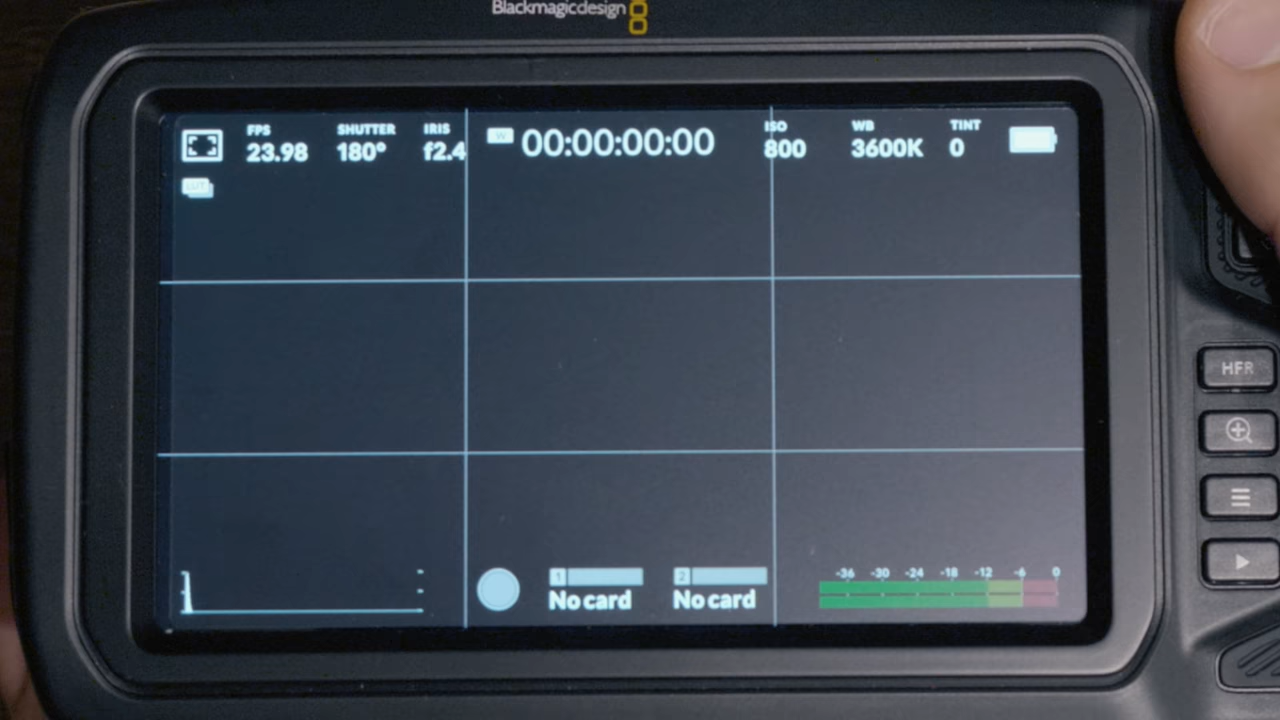 Blackmagicdesign
FPS SHUTTER IRIS ISO WB TINT
23.98 180° f2.4 W 00:00:00:00 800 3600K 0
LUT
HFR
1 2 -36 -30 -24 -18 -12 -6 0
No card No card